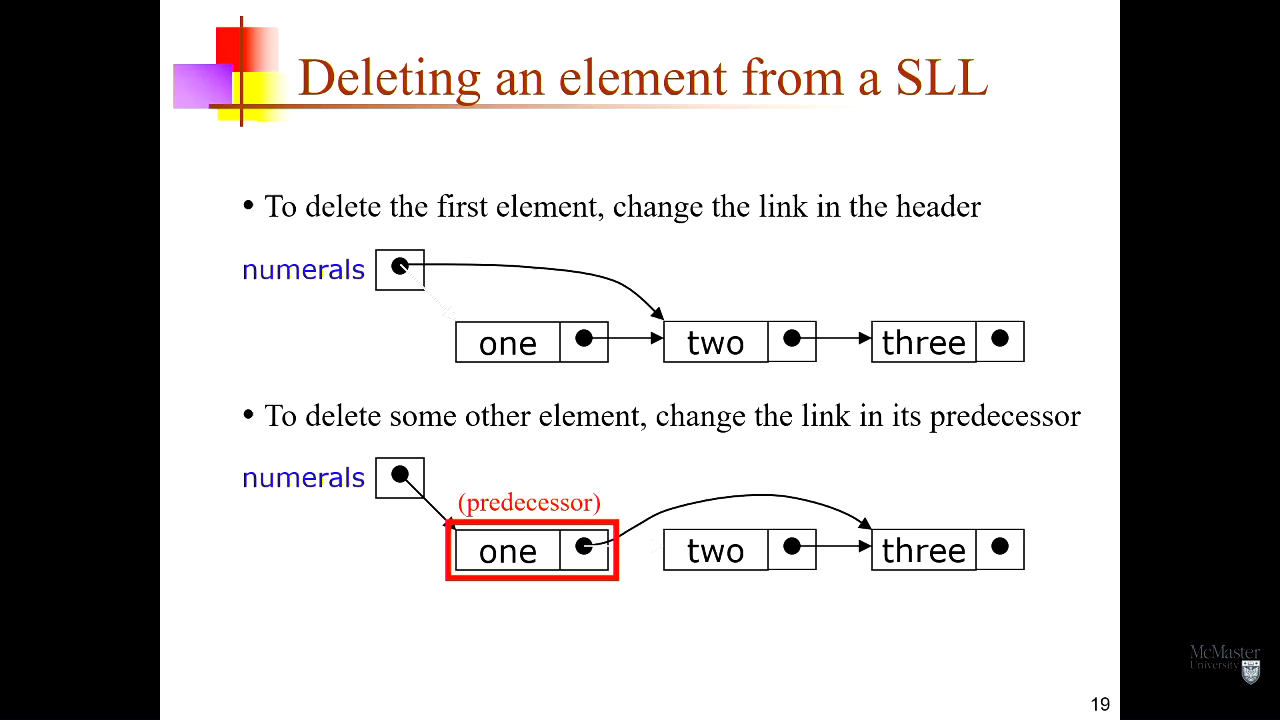 Deleting an element from a SLL
• To delete the first element, change the link in the header
numerals
one two three
• To delete some other element, change the link in its predecessor
numerals
(predecessor)
one two three
McMaster
University
19